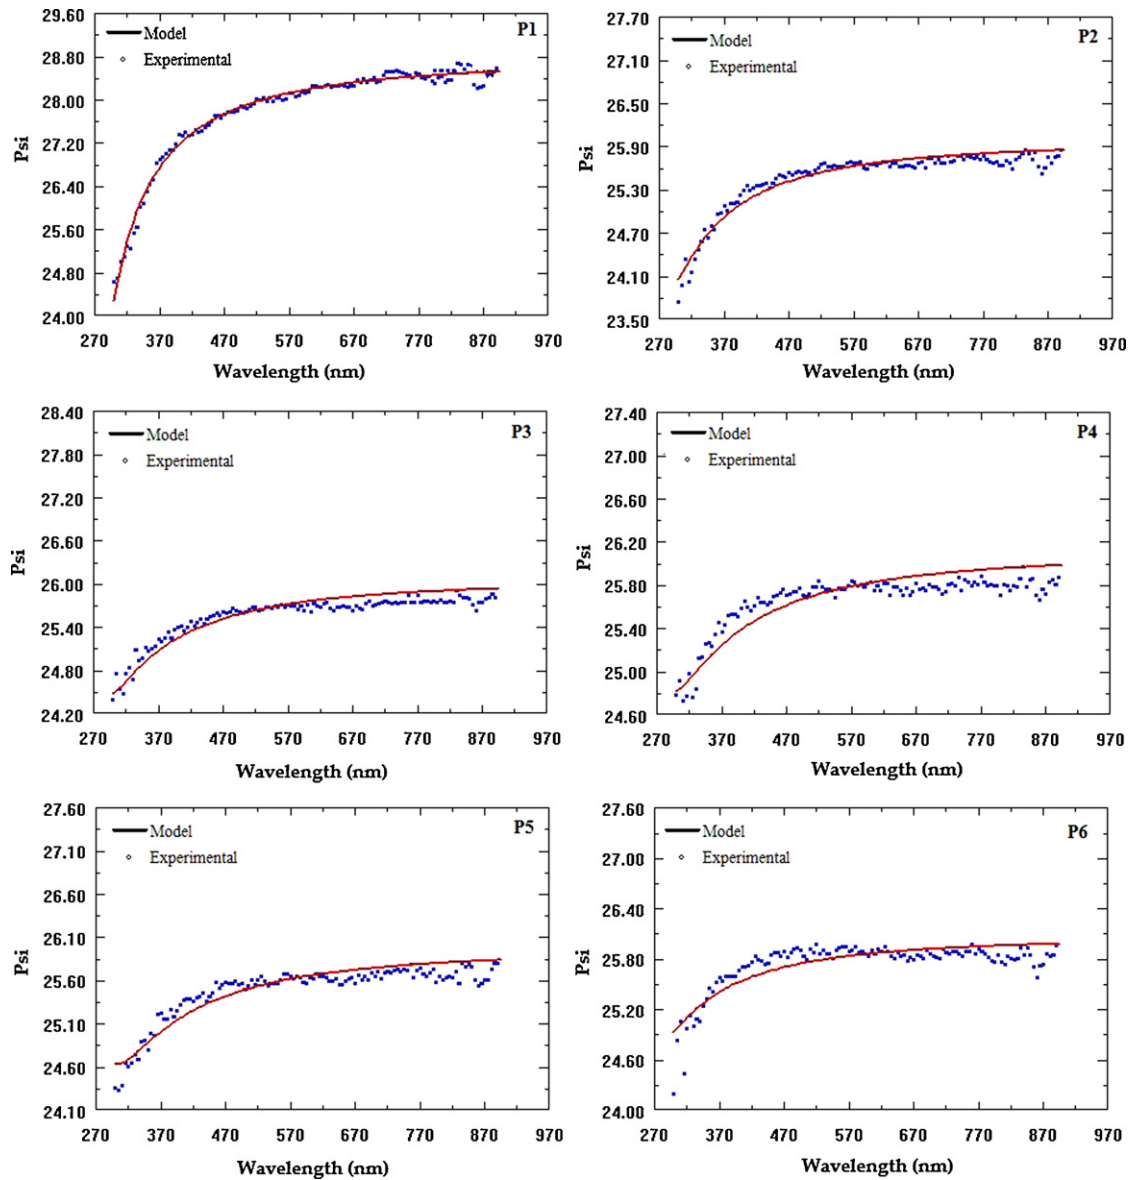 P1
Model
Experimental
29.60
28.80
28.00
27.20
26.40
25.60
24.80
24.00
Psi
270 370 470 570 670 770 870 970
Wavelength (nm)
P2
Model
Experimental
27.70
27.10
26.50
25.90
25.30
24.70
24.10
23.50
Psi
270 370 470 570 670 770 870 970
Wavelength (nm)
P3
Model
Experimental
28.40
27.80
27.20
26.60
26.00
25.40
24.80
24.20
Psi
270 370 470 570 670 770 870 970
Wavelength (nm)
P4
Model
Experimental
27.40
27.00
26.60
26.20
25.80
25.40
25.00
24.60
Psi
270 370 470 570 670 770 870 970
Wavelength (nm)
P5
Model
Experimental
27.60
27.10
26.60
26.10
25.60
25.10
24.60
24.10
Psi
270 370 470 570 670 770 870 970
Wavelength (nm)
P6
Model
Experimental
27.60
27.00
26.40
25.80
25.20
24.60
24.00
Psi
270 370 470 570 670 770 870 970
Wavelength (nm)